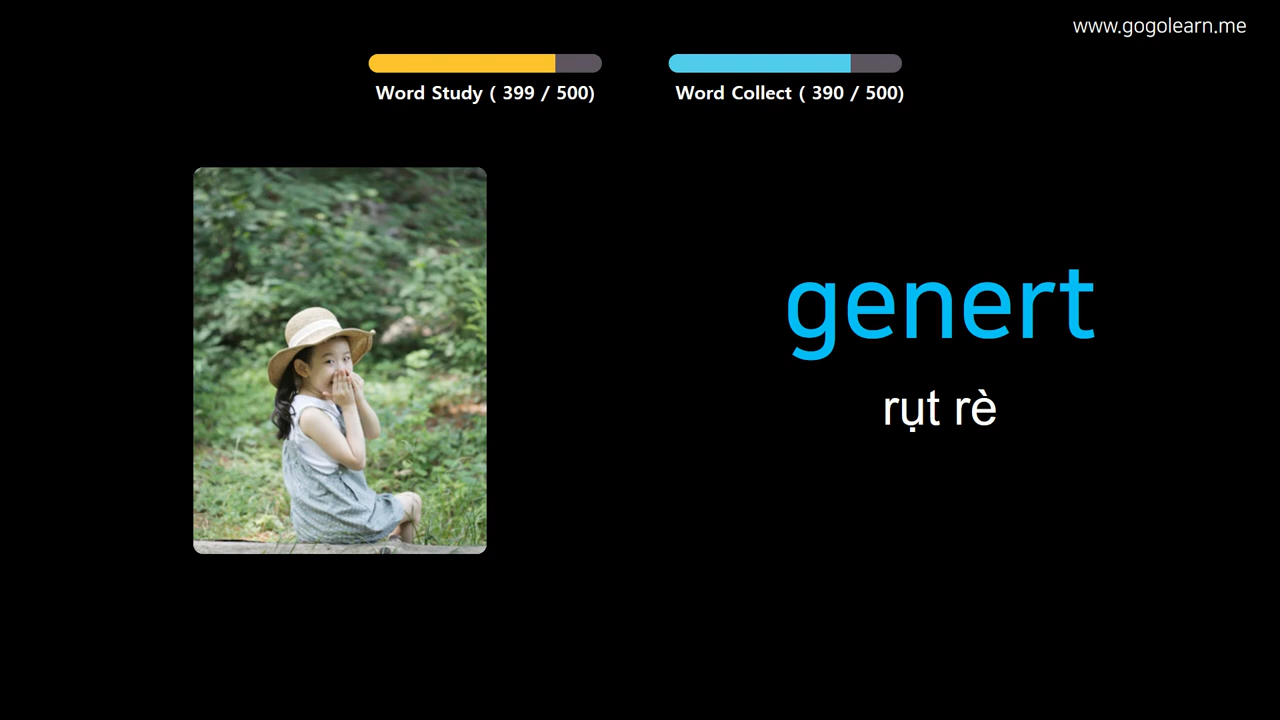 www.gogolearn.me
Word Study ( 399 / 500)
Word Collect ( 390 / 500)
genert
rụt rè